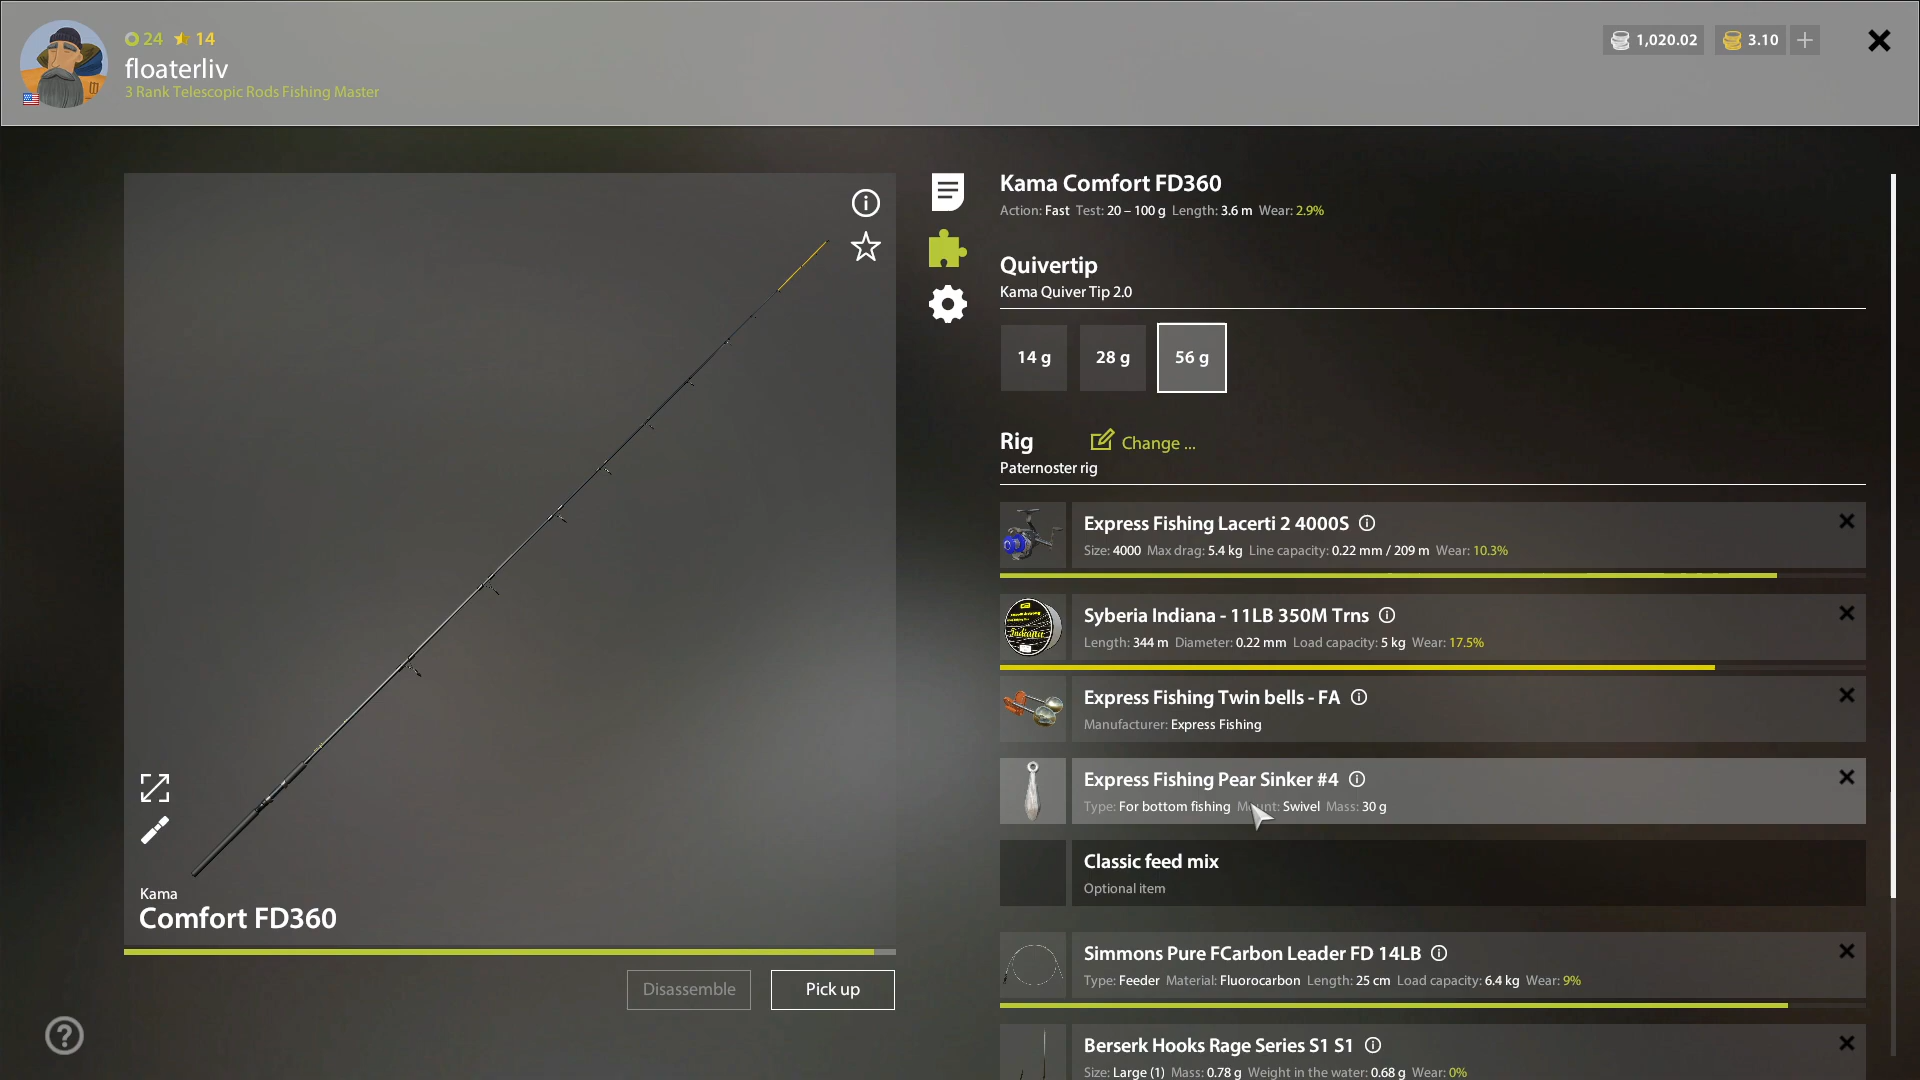 24 14
floaterliv
3 Rank Telescopic Rods Fishing Master
1,020.02
3.10
Kama Comfort FD360
Action: Fast Test: 20 – 100 g Length: 3.6 m Wear: 2.9%
Quivertip
Kama Quiver Tip 2.0
14 g
28 g
56 g
Rig Change ...
Paternoster rig
Express Fishing Lacerti 2 4000S
Size: 4000 Max drag: 5.4 kg Line capacity: 0.22 mm / 209 m Wear: 10.3%
Syberia Indiana - 11LB 350M Trns
Length: 344 m Diameter: 0.22 mm Load capacity: 5 kg Wear: 17.5%
Express Fishing Twin bells - FA
Manufacturer: Express Fishing
Express Fishing Pear Sinker #4
Type: For bottom fishing Mount: Swivel Mass: 30 g
Classic feed mix
Optional item
Simmons Pure FCarbon Leader FD 14LB
Type: Feeder Material: Fluorocarbon Length: 25 cm Load capacity: 6.4 kg Wear: 9%
Berserk Hooks Rage Series S1 S1
Size: Large (1) Mass: 0.78 g Weight in the water: 0.68 g Wear: 0%
Kama
Comfort FD360
Disassemble
Pick up
Indiana